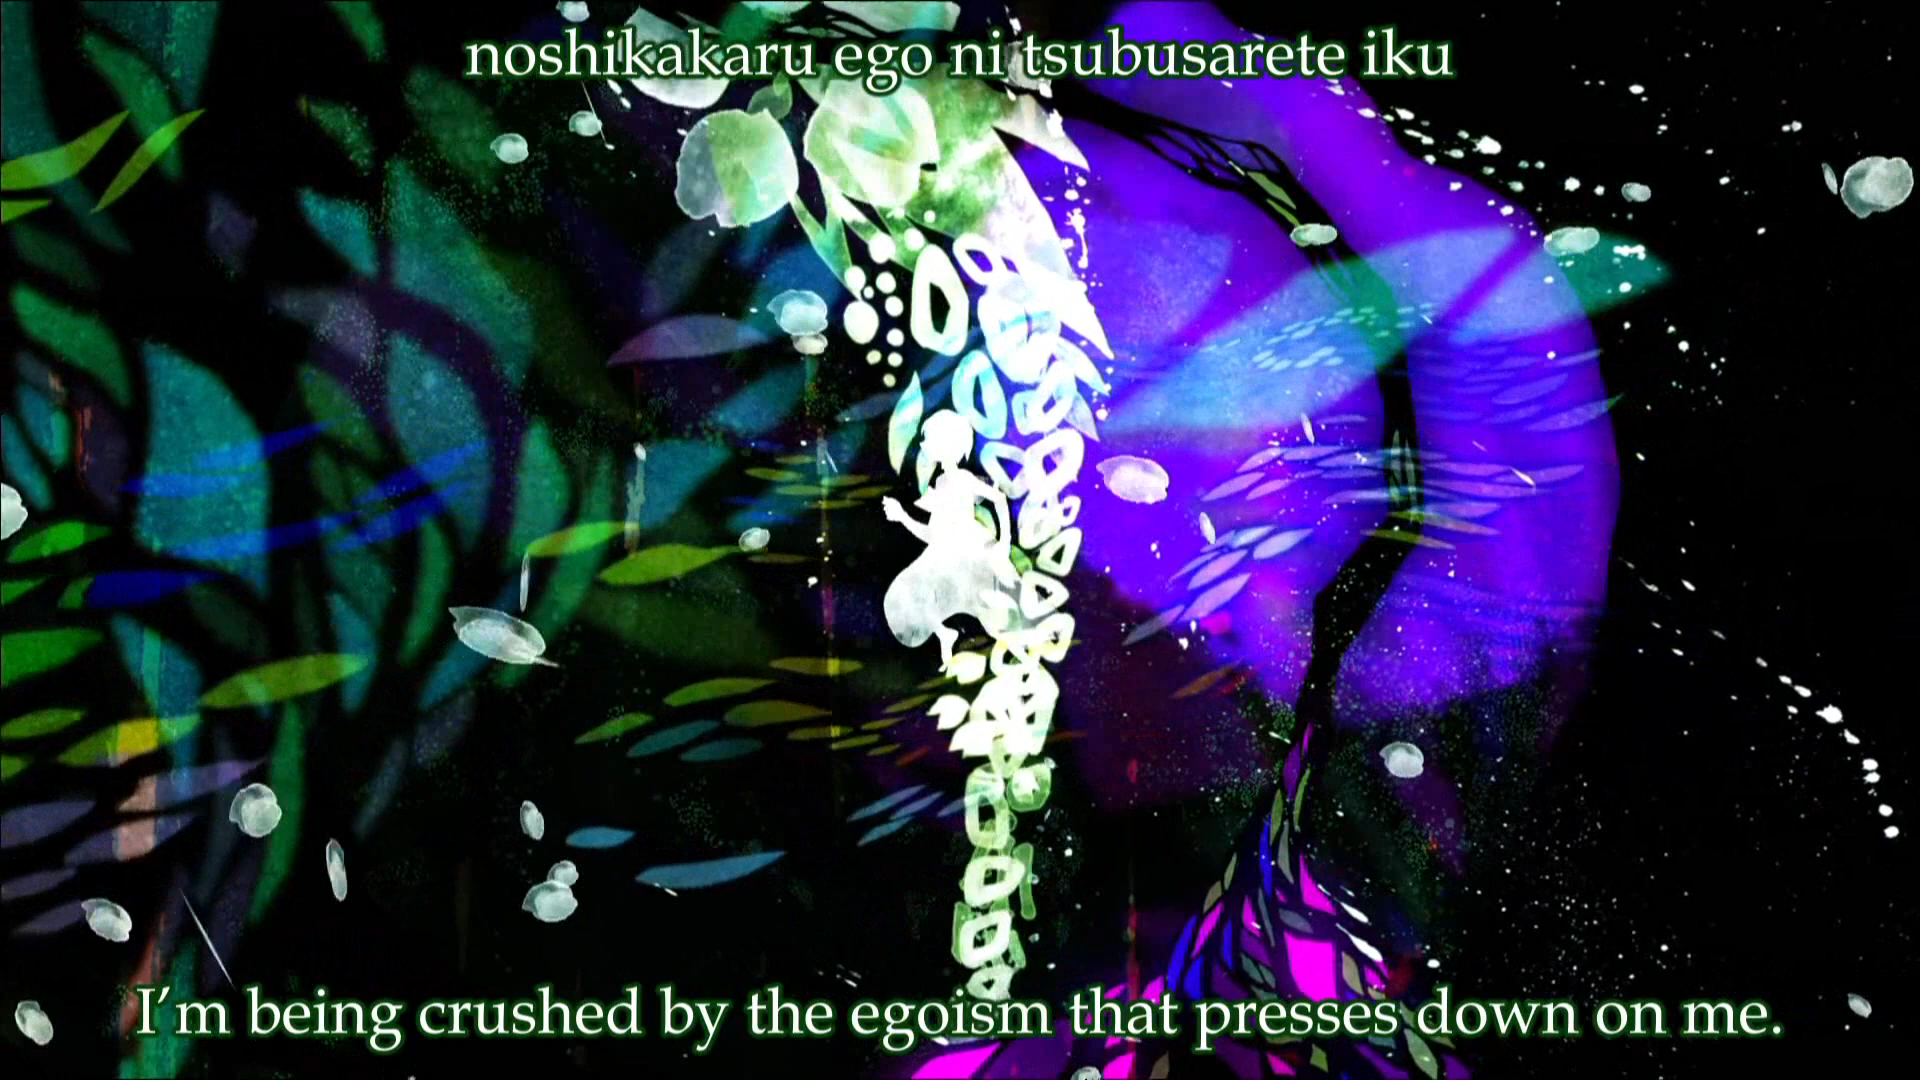 noshikakaru ego ni tsubusarete iku
I'm being crushed by the egoism that presses down on me.